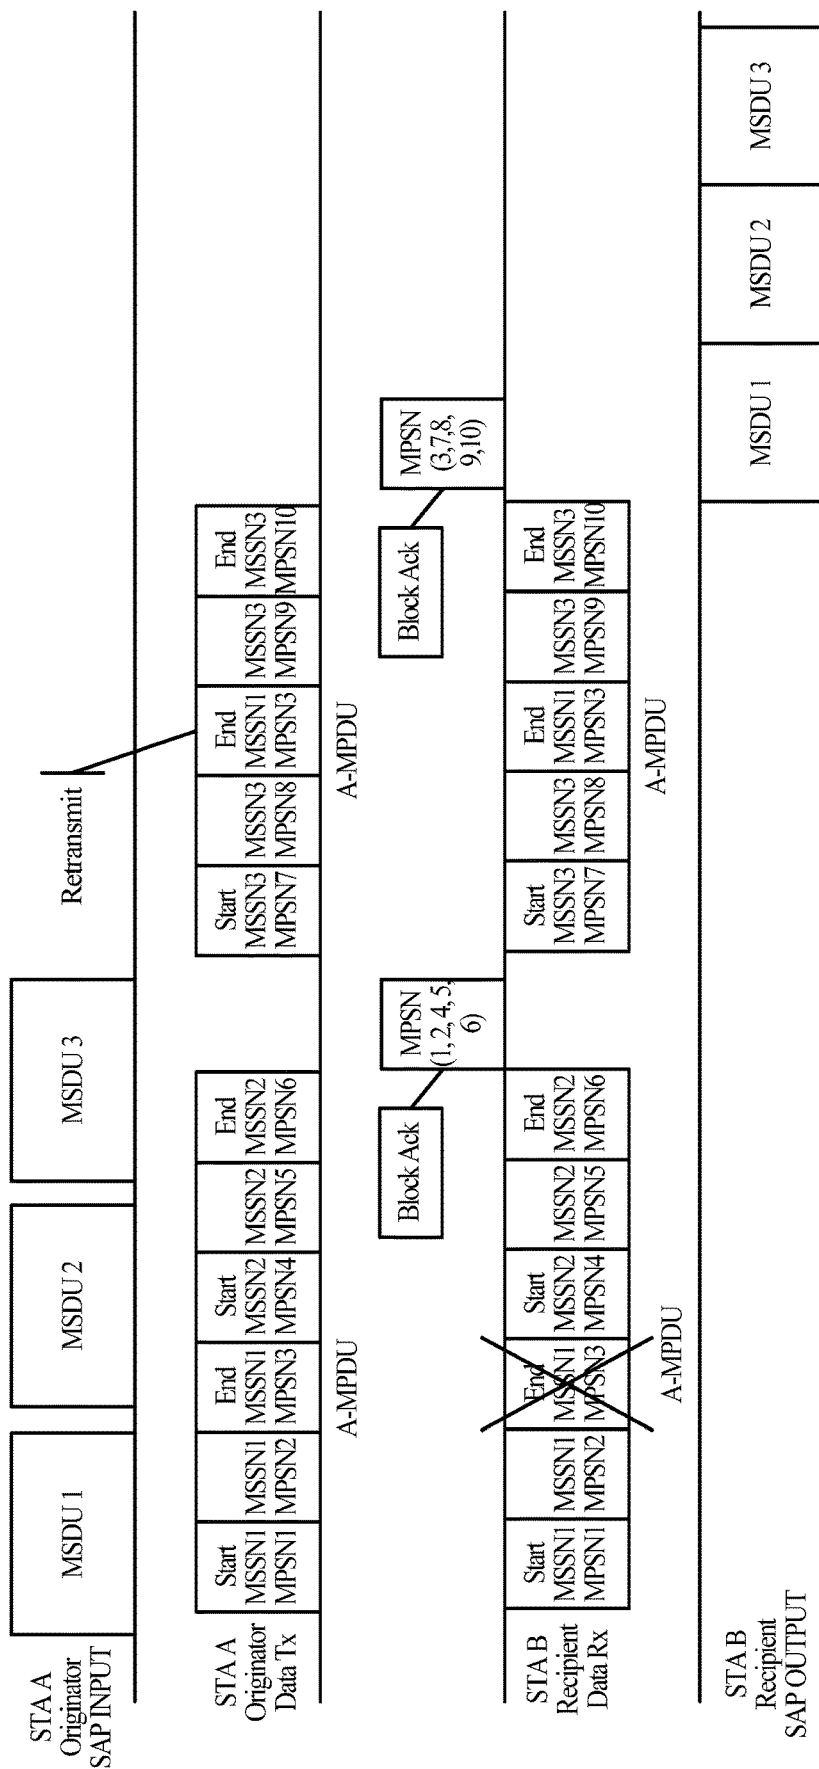 STA A
Originator
SAP INPUT
MSDU 1
MSDU 2
MSDU 3
Retransmit
STA A
Originator
Data Tx
Start
MSSN1
MPSN1
MSSN1
MPSN2
End
MSSN1
MPSN3
Start
MSSN2
MPSN4
MSSN2
MPSN5
End
MSSN2
MPSN6
Start
MSSN3
MPSN7
MSSN3
MPSN8
End
MSSN1
MPSN3
MSSN3
MPSN9
End
MSSN3
MPSN10
A-MPDU
A-MPDU
Block Ack
MPSN
(1, 2, 4, 5,
6)
Block Ack
MPSN
(3,7,8,
9,10)
STA B
Recipient
Data Rx
Start
MSSN1
MPSN1
MSSN1
MPSN2
End
MSSN1
MPSN3
Start
MSSN2
MPSN4
MSSN2
MPSN5
End
MSSN2
MPSN6
Start
MSSN3
MPSN7
MSSN3
MPSN8
End
MSSN1
MPSN3
MSSN3
MPSN9
End
MSSN3
MPSN10
A-MPDU
A-MPDU
STA B
Recipient
SAP OUTPUT
MSDU 1
MSDU 2
MSDU 3